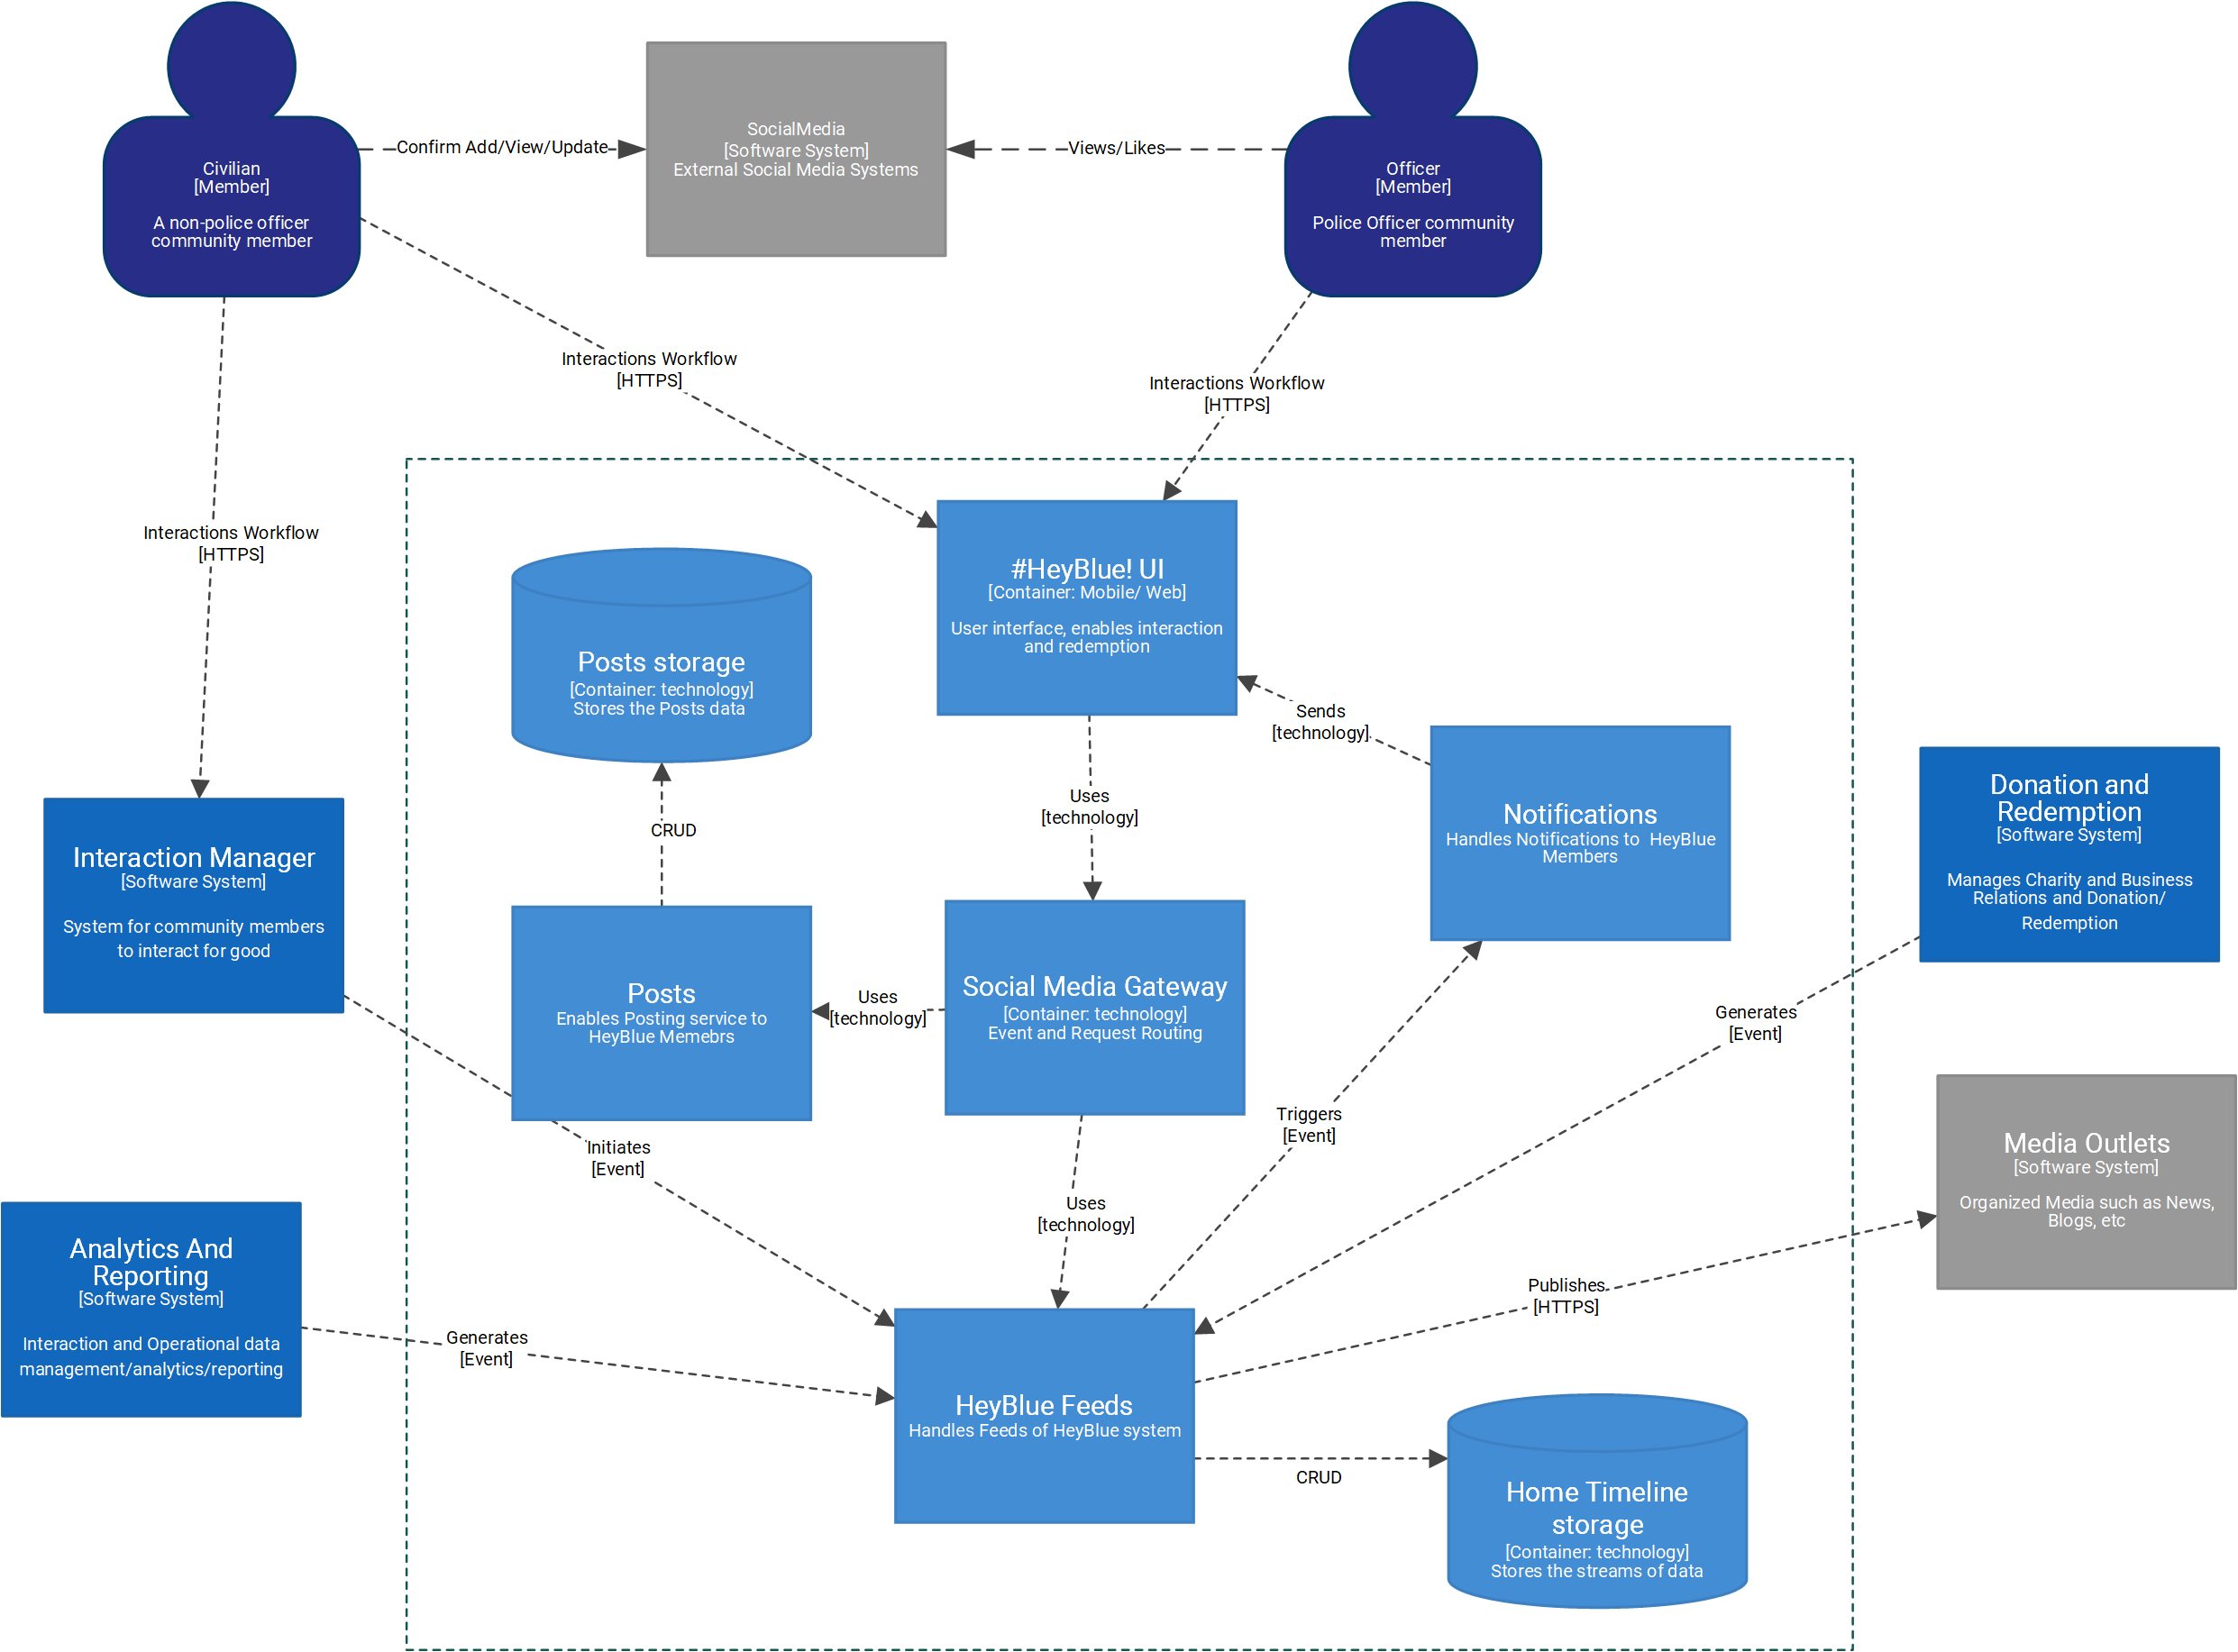 Civilian
[Member]
A non-police officer
community member
Confirm Add/View/Update
SocialMedia
[Software System]
External Social Media Systems
Views/Likes
Officer
[Member]
Police Officer community
member
Interactions Workflow
[HTTPS]
Interactions Workflow
[HTTPS]
Interactions Workflow
[HTTPS]
#HeyBlue! UI
[Container: Mobile/ Web]
User interface, enables interaction
and redemption
Posts storage
[Container: technology]
Stores the Posts data
Sends
[technology]
Uses
[technology]
CRUD
Notifications
Handles Notifications to  HeyBlue
Members
Donation and
Redemption
[Software System]
Manages Charity and Business
Relations and Donation/
Redemption
Interaction Manager
[Software System]
System for community members
to interact for good
Posts
Enables Posting service to
HeyBlue Memebrs
Uses
[technology]
Social Media Gateway
[Container: technology]
Event and Request Routing
Generates
[Event]
Initiates
[Event]
Triggers
[Event]
Uses
[technology]
Media Outlets
[Software System]
Organized Media such as News,
Blogs, etc
Analytics And
Reporting
[Software System]
Interaction and Operational data
management/analytics/reporting
Generates
[Event]
Publishes
[HTTPS]
HeyBlue Feeds
Handles Feeds of HeyBlue system
CRUD
Home Timeline
storage
[Container: technology]
Stores the streams of data